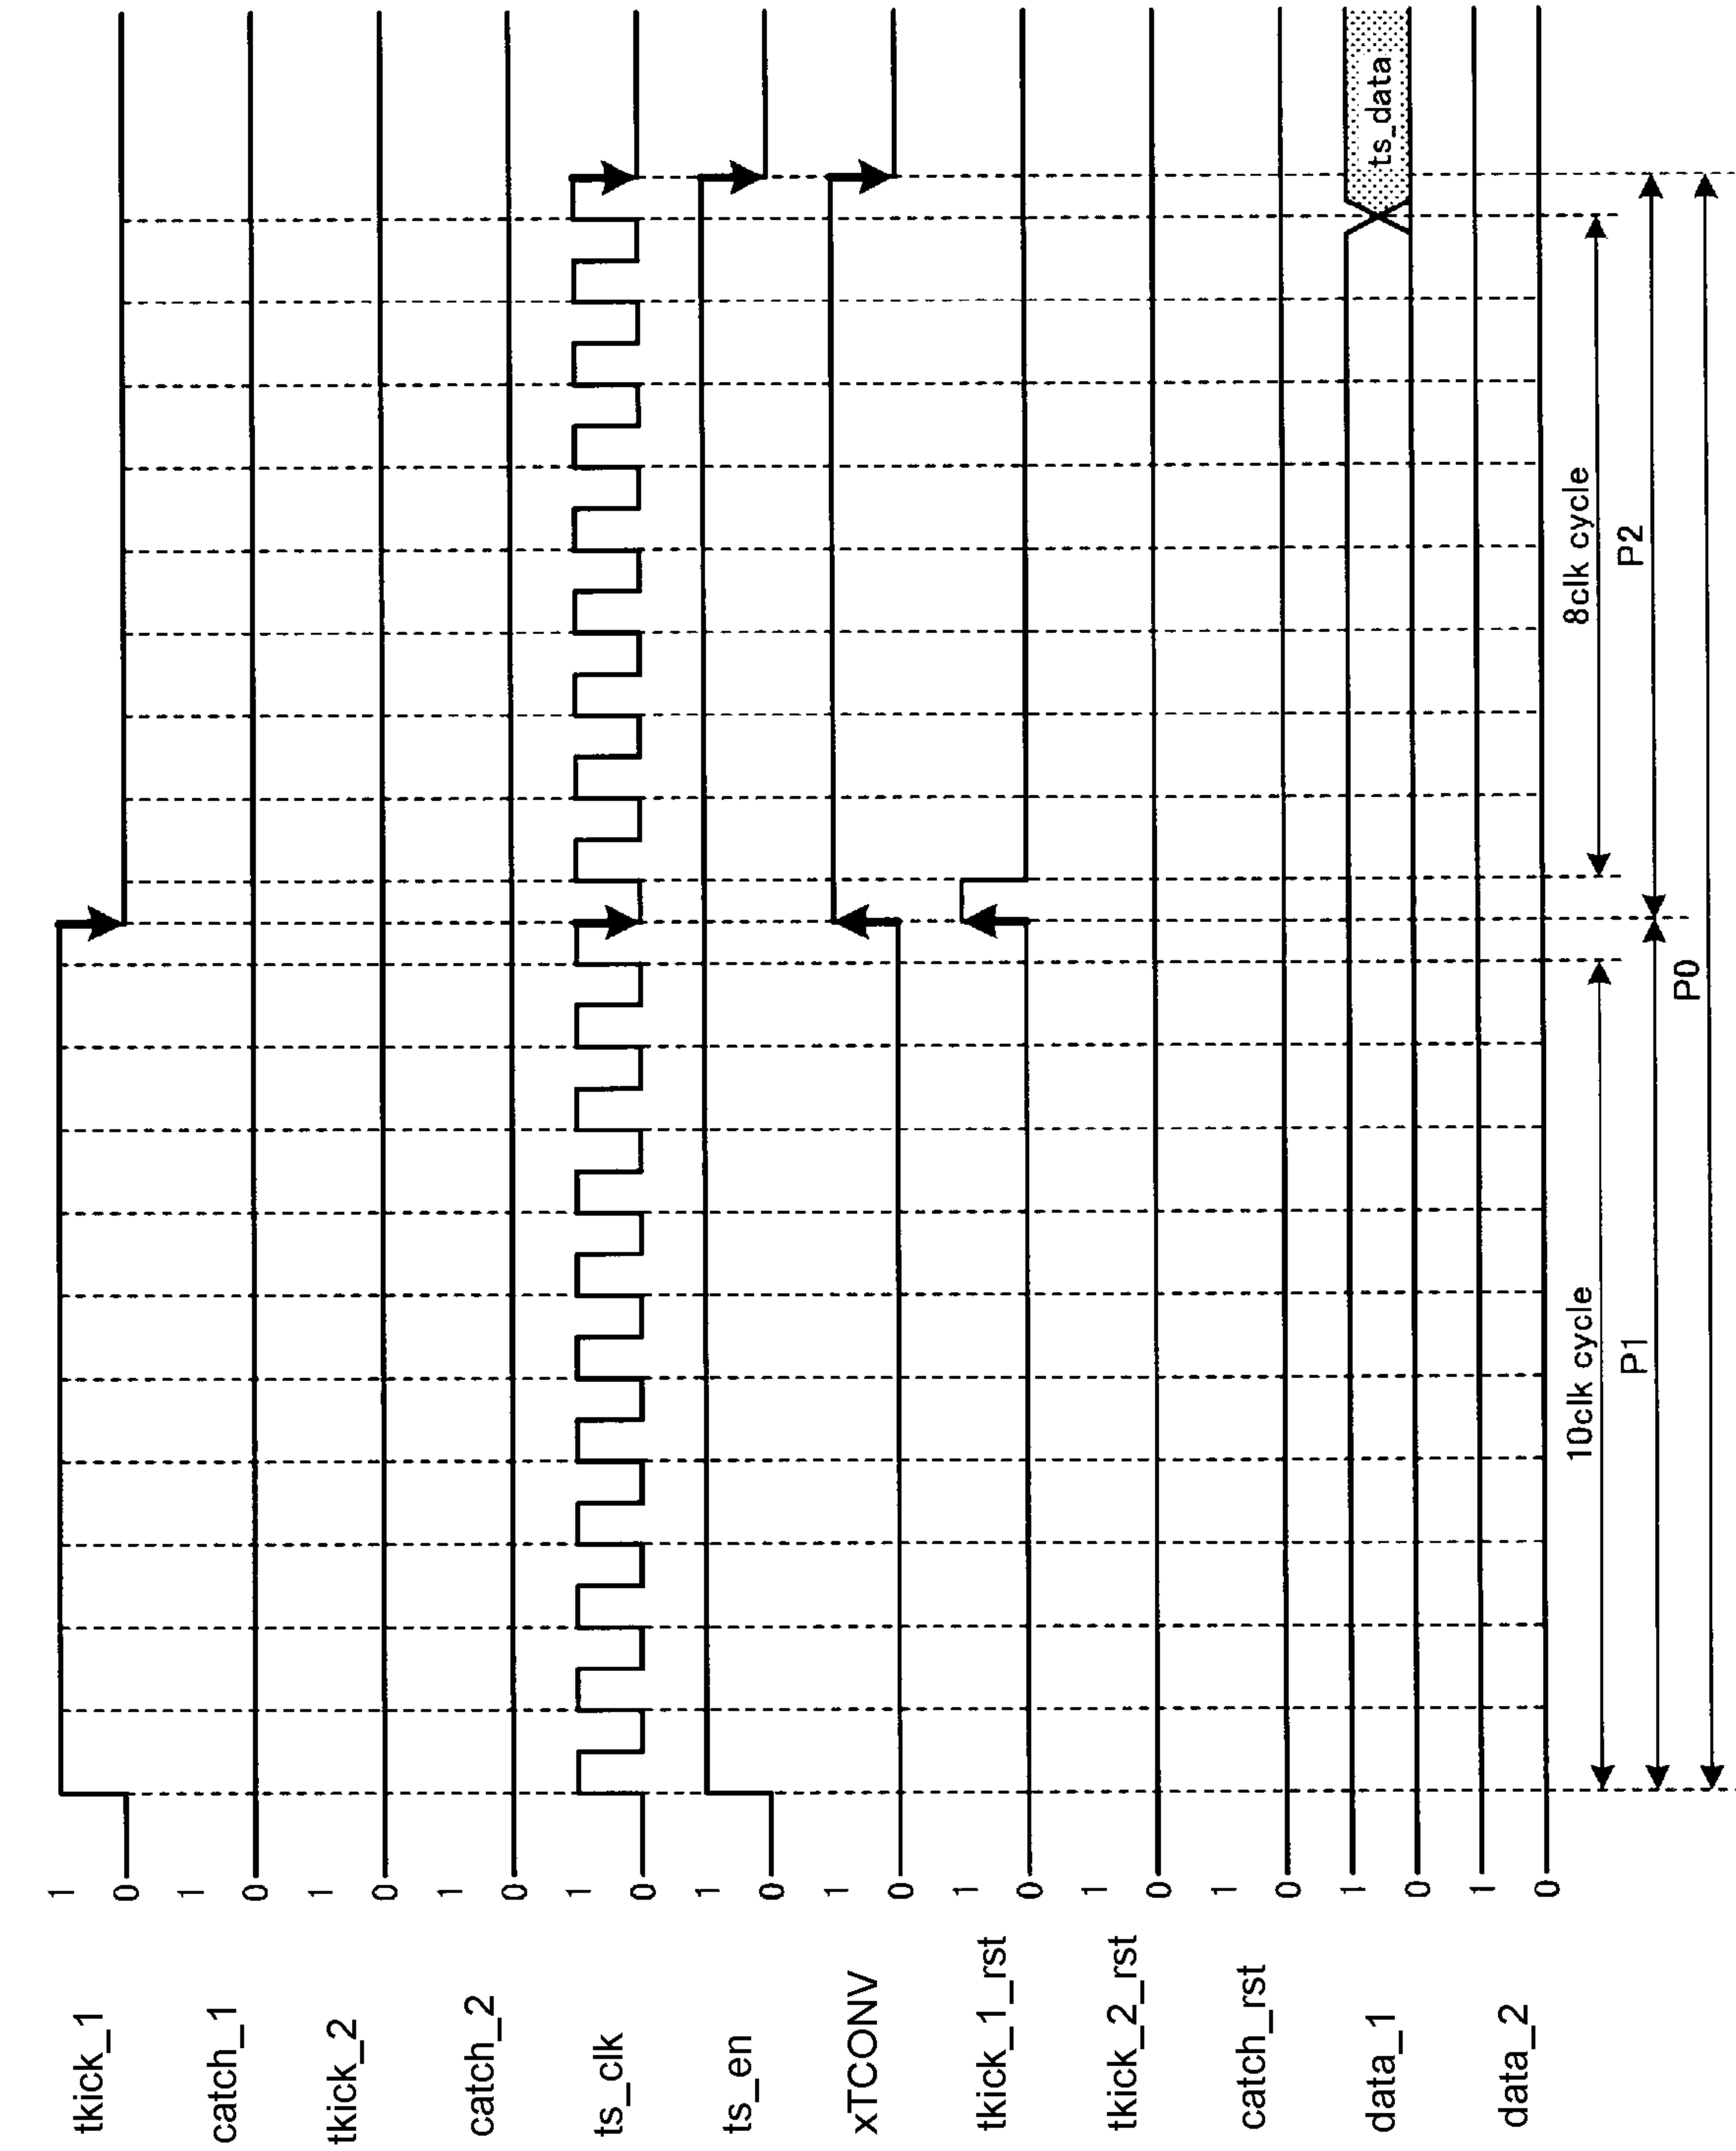 tkick_1 1 0
catch_1 1 0
tkick_2 1 0
catch_2 1 0
ts_clk 1 0
ts_en 1 0
xTCONV 1 0
tkick_1_rst 1 0
tkick_2_rst 1 0
catch_rst 1 0
data_1 1 0 ts_data
data_2 1 0
10clk cycle 8clk cycle
P1 P2
P0